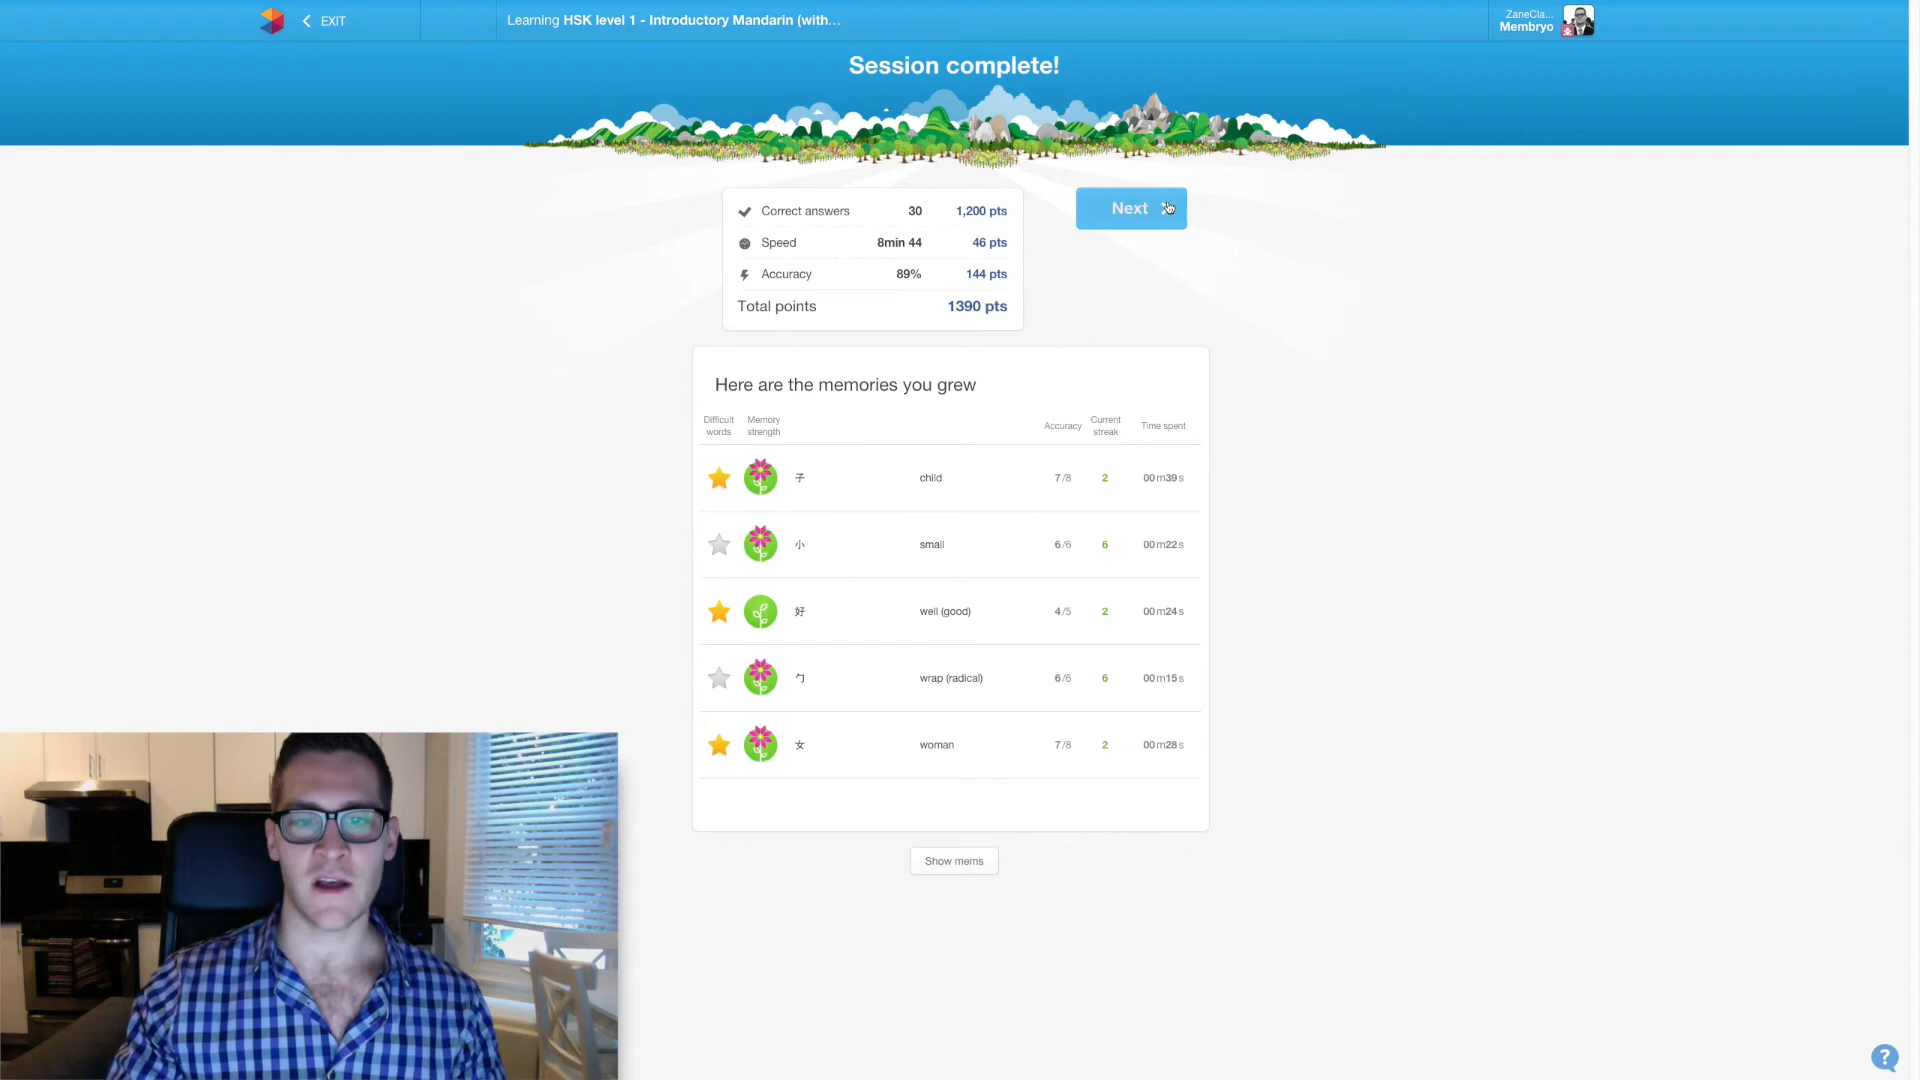 EXIT
Learning HSK level 1 - Introductory Mandarin (with...
ZaneCla...
Membryo
Session complete!
Correct answers 30 1,200 pts
Speed 8min 44 46 pts
Accuracy 89% 144 pts
Total points 1390 pts
Next
Here are the memories you grew
Difficult words Memory strength Accuracy Current streak Time spent
子 child 7/8 2 00m39s
小 small 6/6 6 00m22s
好 well (good) 4/5 2 00m24s
勹 wrap (radical) 6/6 6 00m15s
女 woman 7/8 2 00m28s
Show mems
?